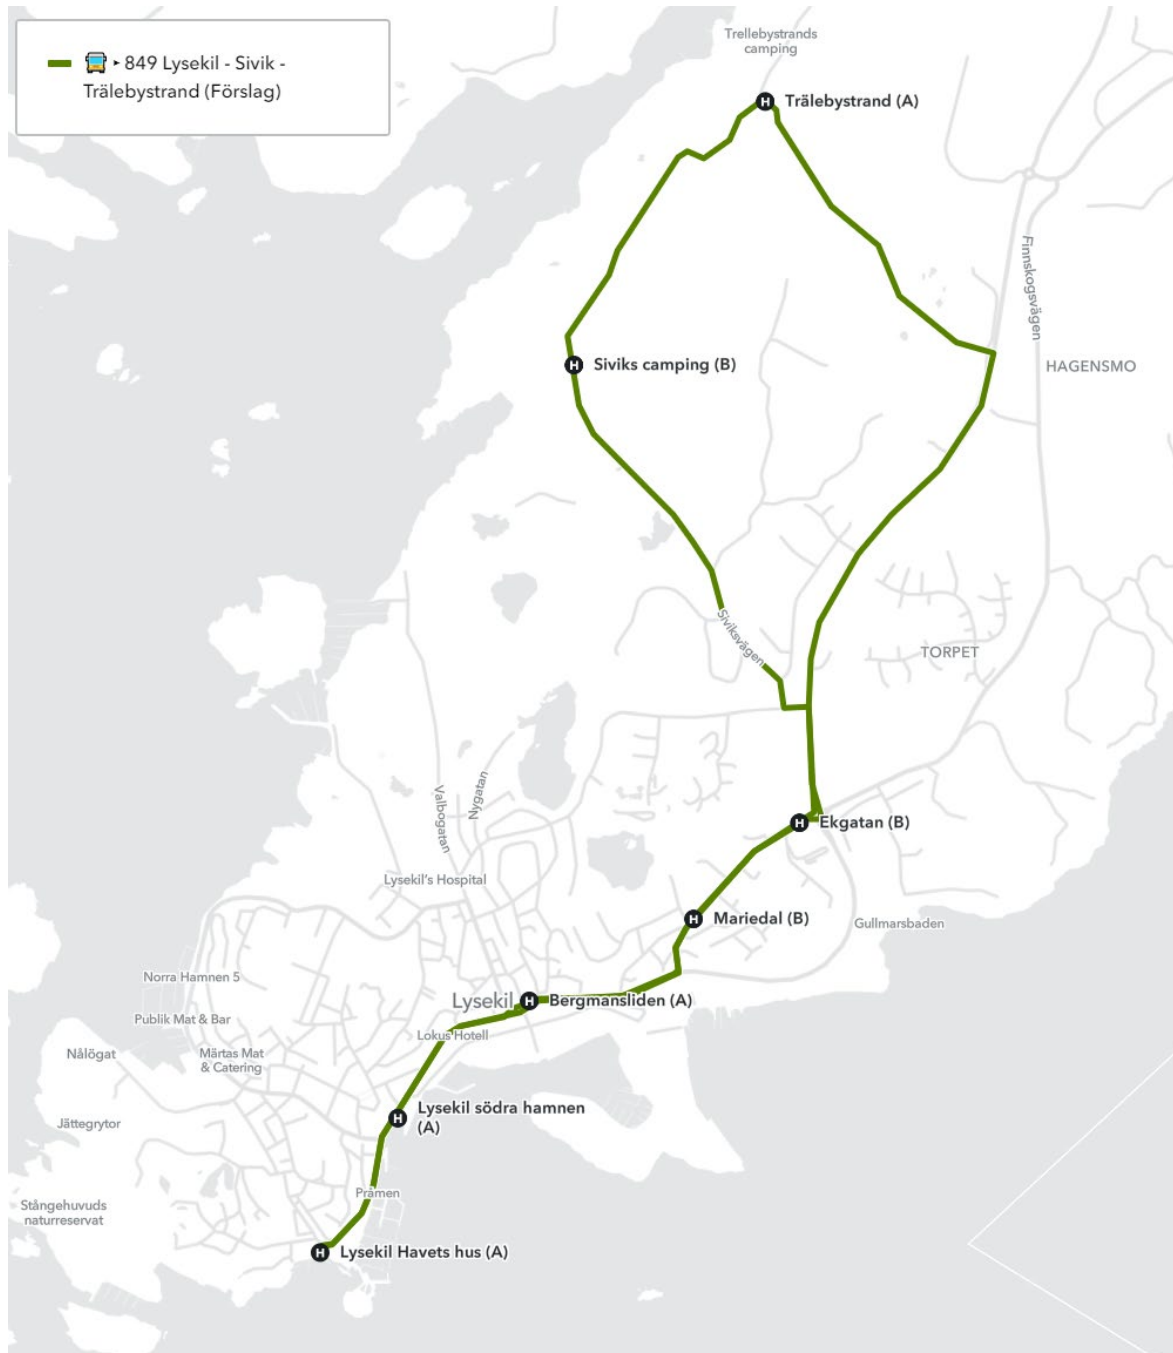 849 Lysekil - Sivik -
Trälebystrand (Förslag)
Trellebystrands
camping
Trälebystrand (A)
Finnskogsvägen
Siviks camping (B)
HAGENSMO
Siviksvägen
TORPET
Nygatan
Valbogatan
Ekgatan (B)
Lysekil's Hospital
Mariedal (B)
Gullmarsbaden
Norra Hamnen 5
Lysekil
Bergmansliden (A)
Publik Mat & Bar
Lokus Hotell
Nålögat
Märtas Mat
& Catering
Lysekil södra hamnen
(A)
Jättegrytor
Pråmen
Stångehuvuds
naturreservat
Lysekil Havets hus (A)